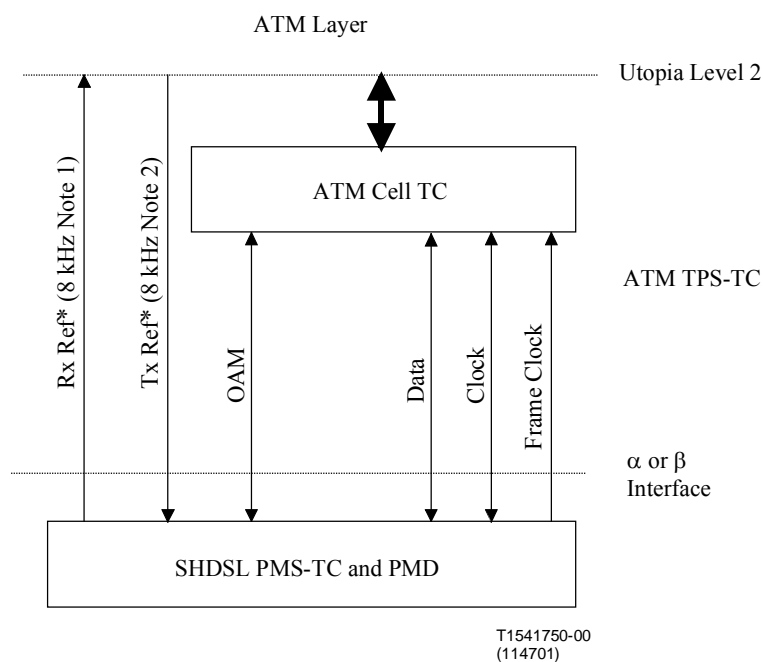 ATM Layer
Utopia Level 2
ATM Cell TC
Rx Ref* (8 kHz Note 1)
Tx Ref* (8 kHz Note 2)
OAM
Data
Clock
Frame Clock
ATM TPS-TC
α or β
Interface
SHDSL PMS-TC and PMD
T1541750-00
(114701)